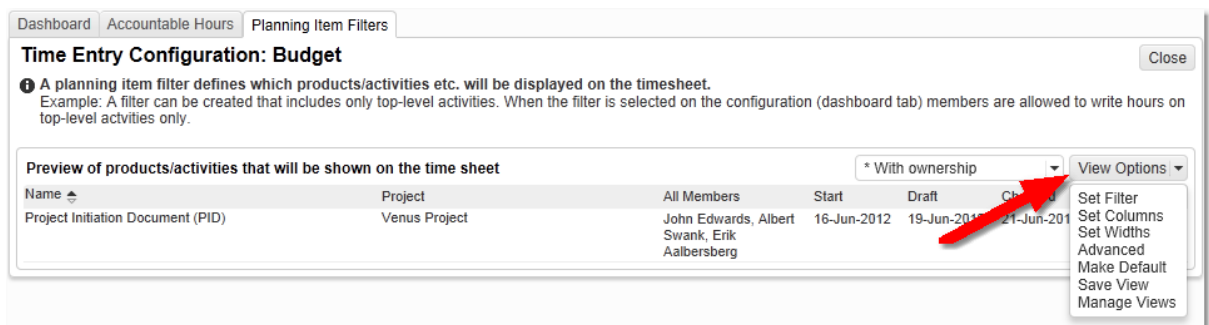 Dashboard Accountable Hours Planning Item Filters
Time Entry Configuration: Budget Close
A planning item filter defines which products/activities etc. will be displayed on the timesheet.
Example: A filter can be created that includes only top-level activities. When the filter is selected on the configuration (dashboard tab) members are allowed to write hours on
top-level actvities only.
Preview of products/activities that will be shown on the time sheet * With ownership View Options
Name Project All Members Start Draft
Project Initiation Document (PID) Venus Project John Edwards, Albert 16-Jun-2012
Swank, Erik
Aalbersberg
Set Filter
Set Columns
Set Widths
Advanced
Make Default
Save View
Manage Views